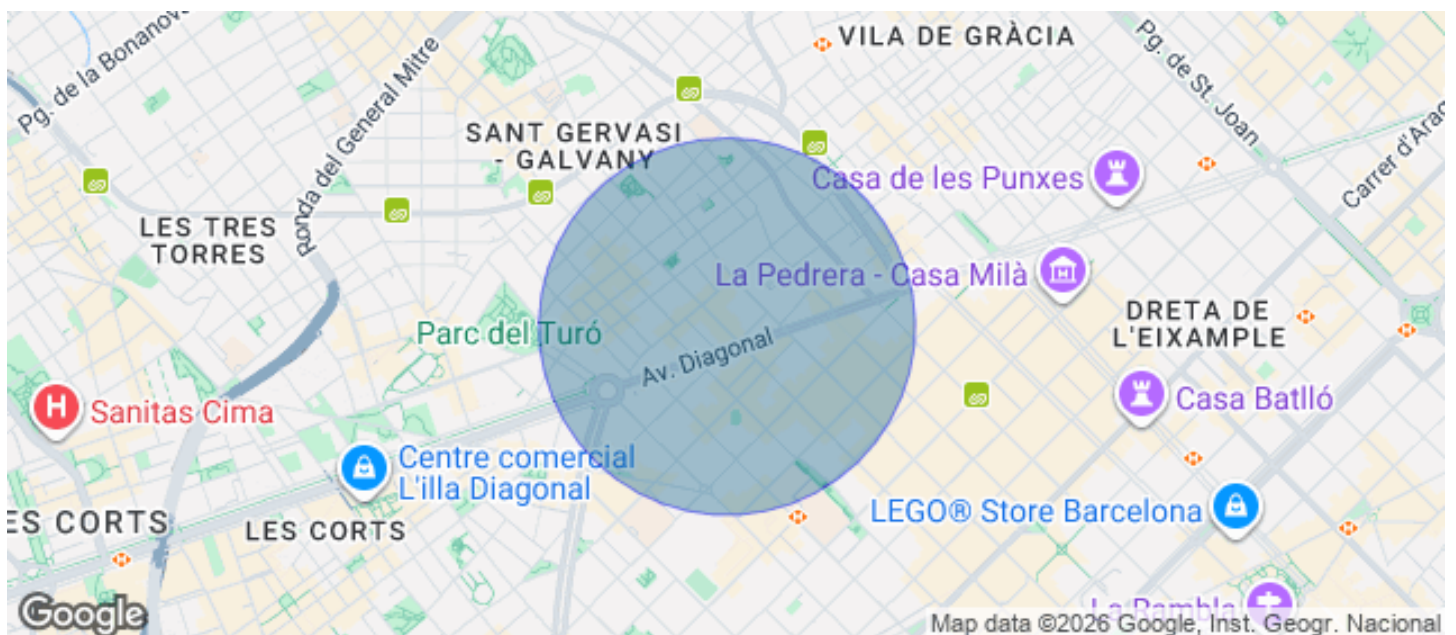 Pg. de la Bonanova
Ronda del General Mitre
VILA DE GRÀCIA
Pg. de St. Joan
SANT GERVASI
- GALVANY
Carrer d'Arag
Casa de les Punxes
LES TRES
TORRES
La Pedrera - Casa Milà
Parc del Turó
Av. Diagonal
DRETA DE
L'EIXAMPLE
H
Sanitas Cima
Casa Batlló
Centre comercial
L'illa Diagonal
ES CORTS
LES CORTS
LEGO® Store Barcelona
La Rambla
Google
Map data ©2026 Google, Inst. Geogr. Nacional